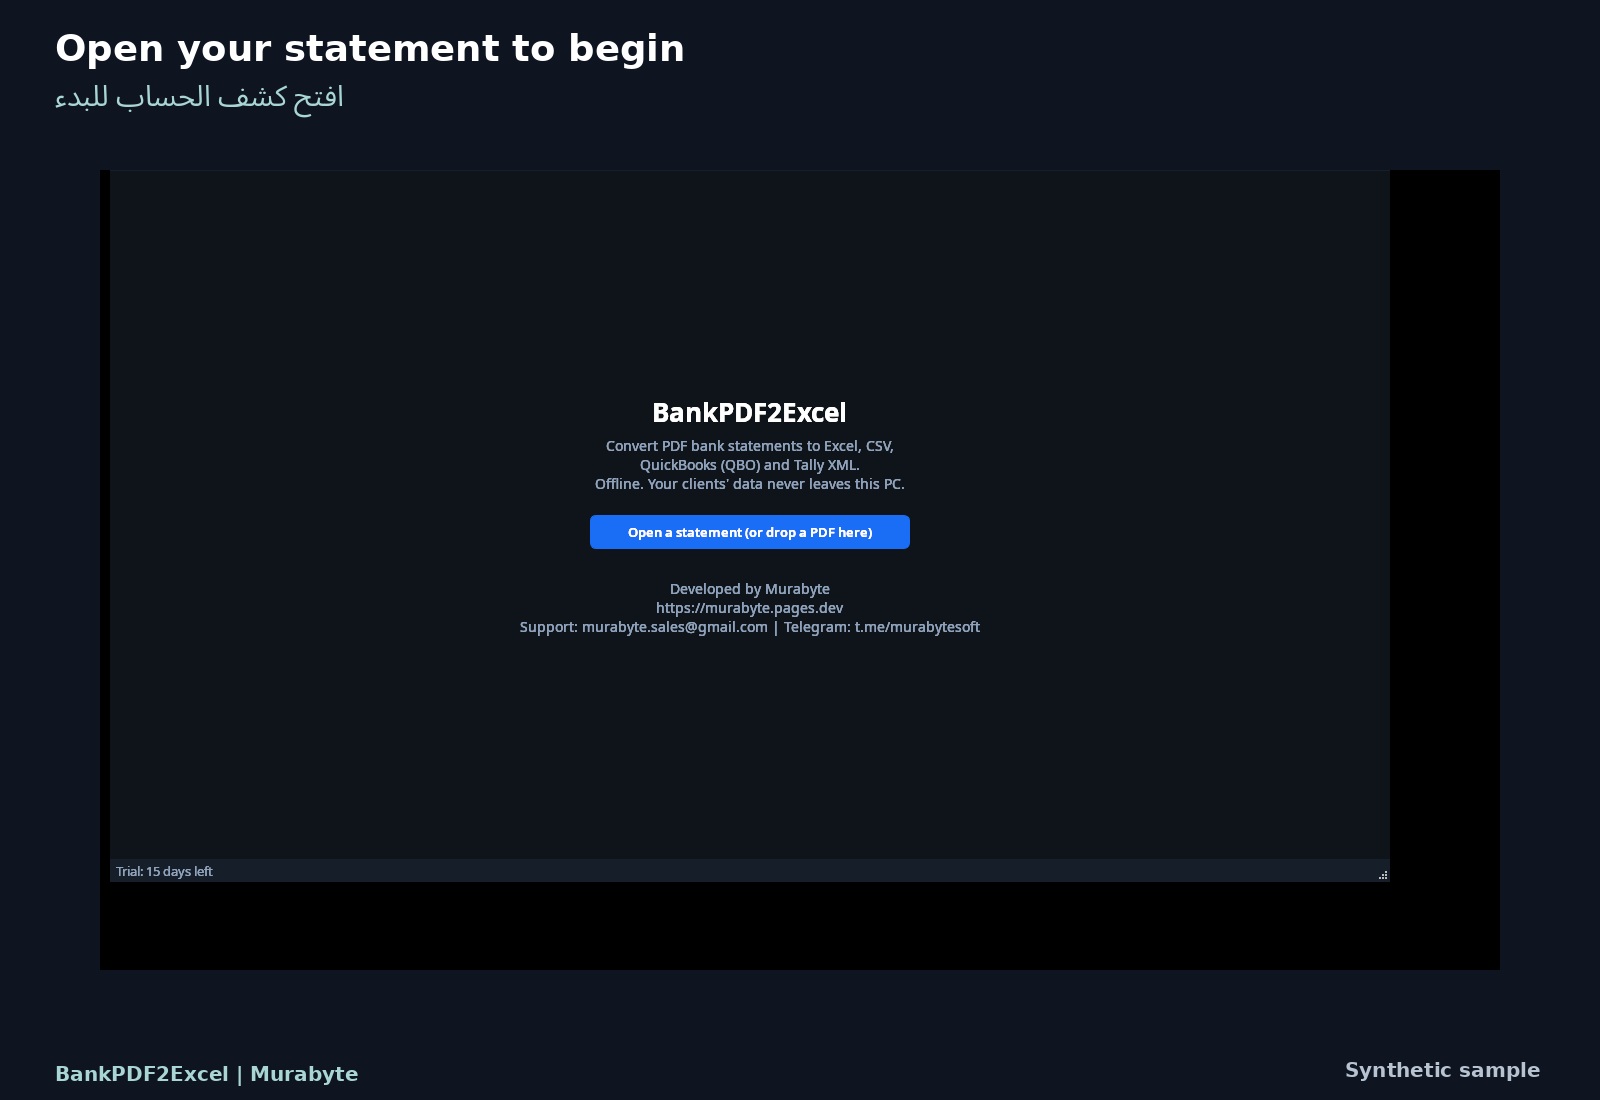 Open your statement to begin
افتح كشف الحساب للبدء
BankPDF2Excel
Convert PDF bank statements to Excel, CSV,
QuickBooks (QBO) and Tally XML.
Offline. Your clients' data never leaves this PC.
Open a statement (or drop a PDF here)
Developed by Murabyte
https://murabyte.pages.dev
Support: murabyte.sales@gmail.com | Telegram: t.me/murabytesoft
Trial: 15 days left
BankPDF2Excel | Murabyte
Synthetic sample